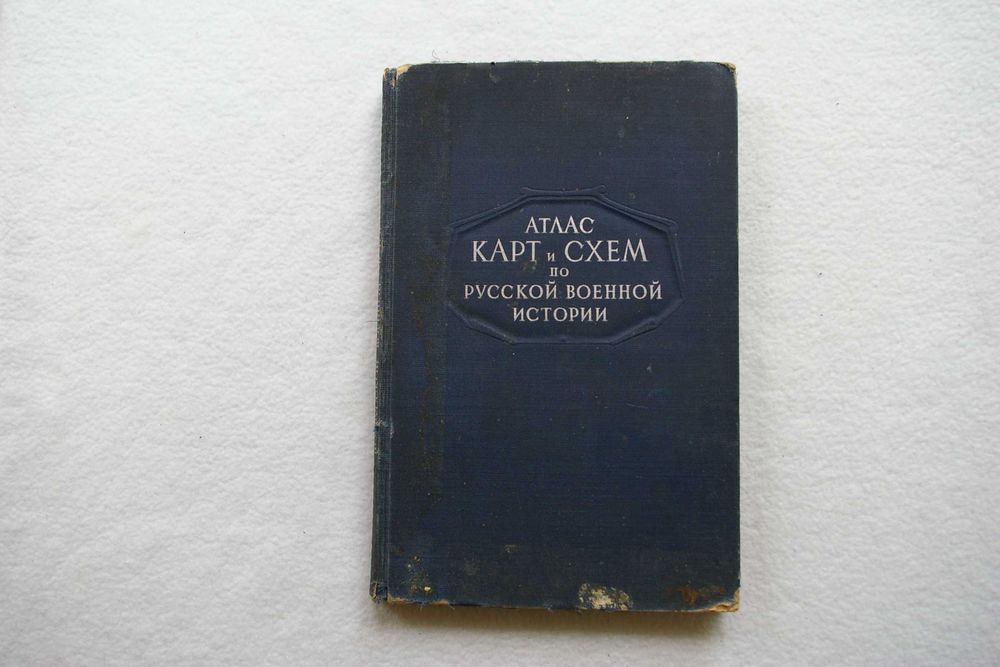 АТЛАС
КАРТ и СХЕМ
ПО
РУССКОЙ ВОЕННОЙ
ИСТОРИИ